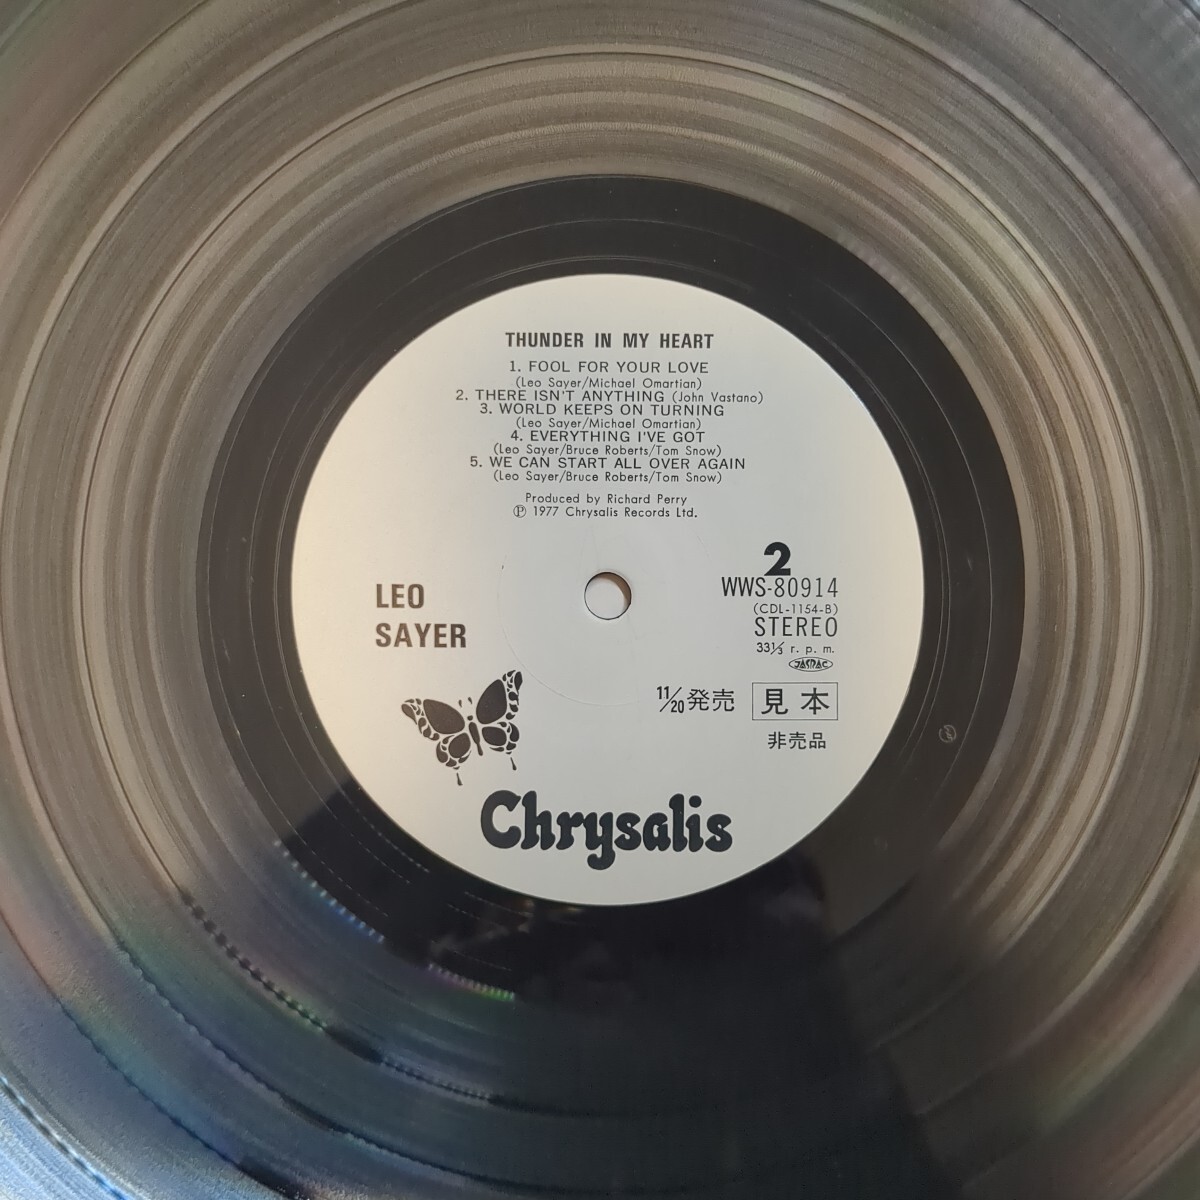 THUNDER IN MY HEART
1. FOOL FOR YOUR LOVE
(Leo Sayer/Michael Omartian)
2. THERE ISN'T ANYTHING (John Vastano)
3. WORLD KEEPS ON TURNING
(Leo Sayer/Michael Omartian)
4. EVERYTHING I'VE GOT
(Leo Sayer/Bruce Roberts/Tom Snow)
5. WE CAN START ALL OVER AGAIN
(Leo Sayer/Bruce Roberts/Tom Snow)
Produced by Richard Perry
Ⓟ 1977 Chrysalis Records Ltd.
LEO
SAYER
2
WWS-80914
(CDL-1154-B)
STEREO
33 1/3 r. p. m.
JASRAC
11/20発売 見本
非売品
Chrysalis